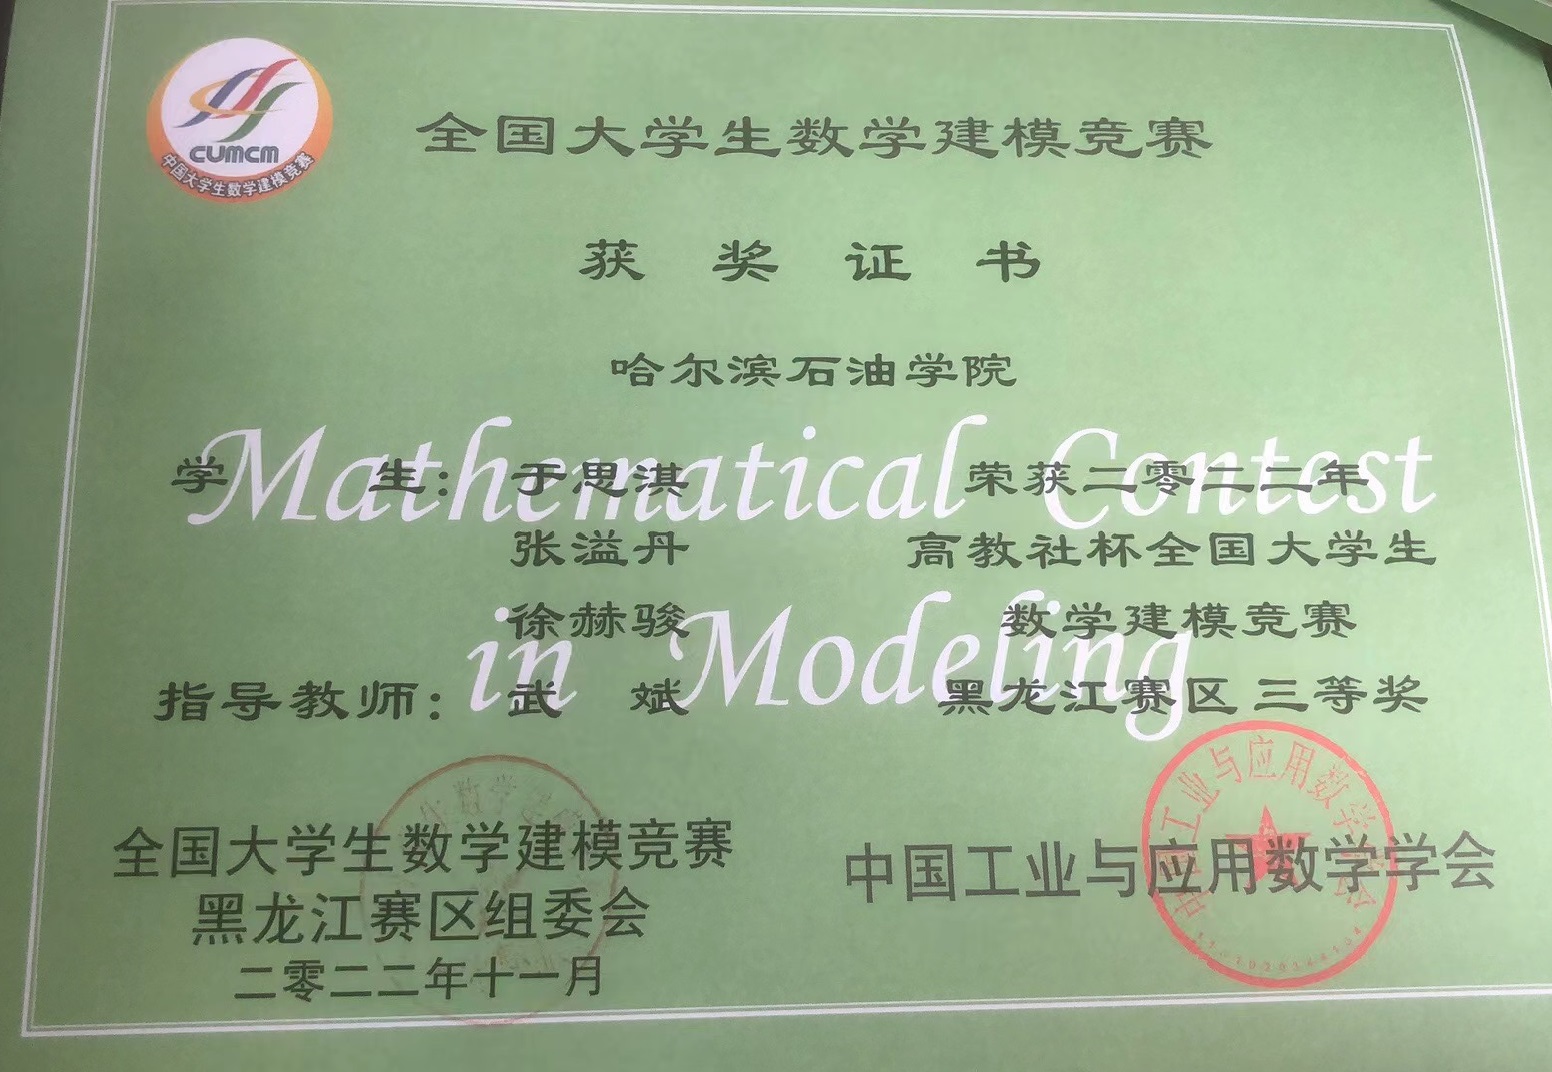 CUMCM
中国大学生数学建模竞赛
全国大学生数学建模竞赛
获奖证书
哈尔滨石油学院
Mathematical Contest
in Modeling
学生：于思淇
张溢丹
徐赫骏
指导教师：武斌
荣获二零二二年
高教社杯全国大学生
数学建模竞赛
黑龙江赛区三等奖
全国大学生数学建模竞赛
黑龙江赛区组委会
二零二二年十一月
中国工业与应用数学学会
中国工业与应用数学学会